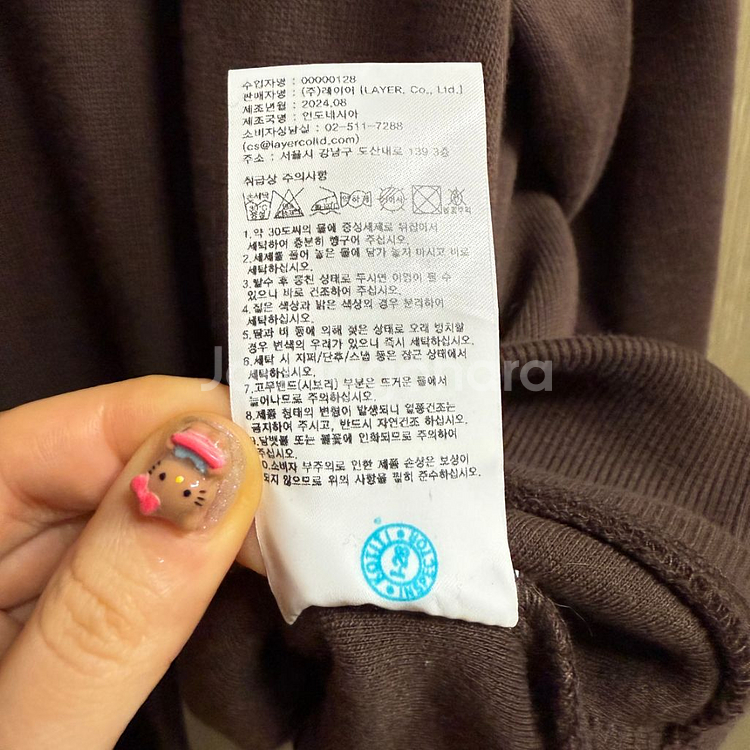 수입자명 : 00000128
판매자명 : (주)레이어 (LAYER, Co., Ltd.)
제조년월 : 2024.08
제조국명 : 인도네시아
소비자상담실 : 02-511-7288
(cs@layercoltd.com)
주소 : 서울시 강남구 도산대로 139 3층
취급상 주의사항
손세탁
약하게
1.약 30도씨의 물에 중성세제로 뒤집어서
세탁하여 충분히 헹구어 주십시오.
2.세제를 풀어 놓은 물에 담가 놓지 마시고 바로
세탁하십시오.
3.탈수 후 뭉친 상태로 두시면 이염이 될 수
있으니 바로 건조하여 주십시오.
4.짙은 색상과 밝은 색상의 경우 분리하여
세탁하십시오.
5.땀과 비 등에 의해 젖은 상태로 오래 방치할
경우 변색의 우려가 있으니 즉시 세탁하십시오.
6.세탁 시 지퍼/단추/스냅 등은 잠근 상태에서
세탁하십시오.
7.고무밴드(시보리) 부분은 뜨거운 물에서
늘어나므로 주의하십시오.
8.제품 형태의 변형이 발생되니 기계건조는
금지하여 주시고, 반드시 자연건조 하십시오.
9.담뱃불 또는 불꽃에 인화되므로 주의하여
주십시오.
0.소비자 부주의로 인한 제품 손상은 보상이
되지 않으므로 위의 사항을 필히 준수하십시오.
KOTITI
INSPECTOR
1-28